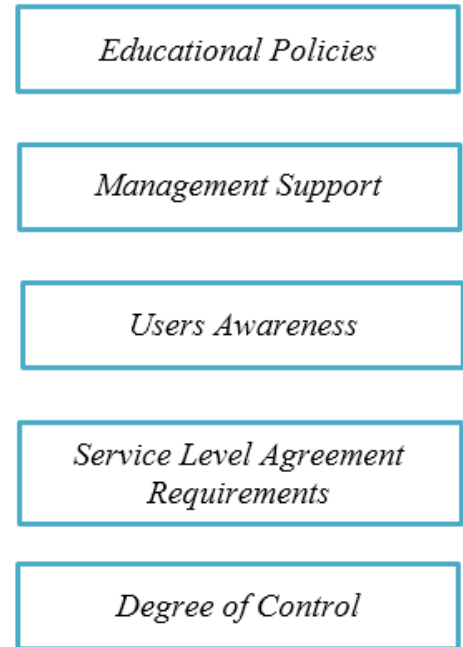 Educational Policies
Management Support
Users Awareness
Service Level Agreement
Requirements
Degree of Control